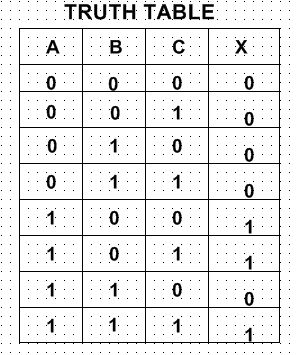 TRUTH TABLE
A B C X
0 0 0 0
0 0 1 0
0 1 0 0
0 1 1 0
1 0 0 1
1 0 1 1
1 1 0 0
1 1 1 1